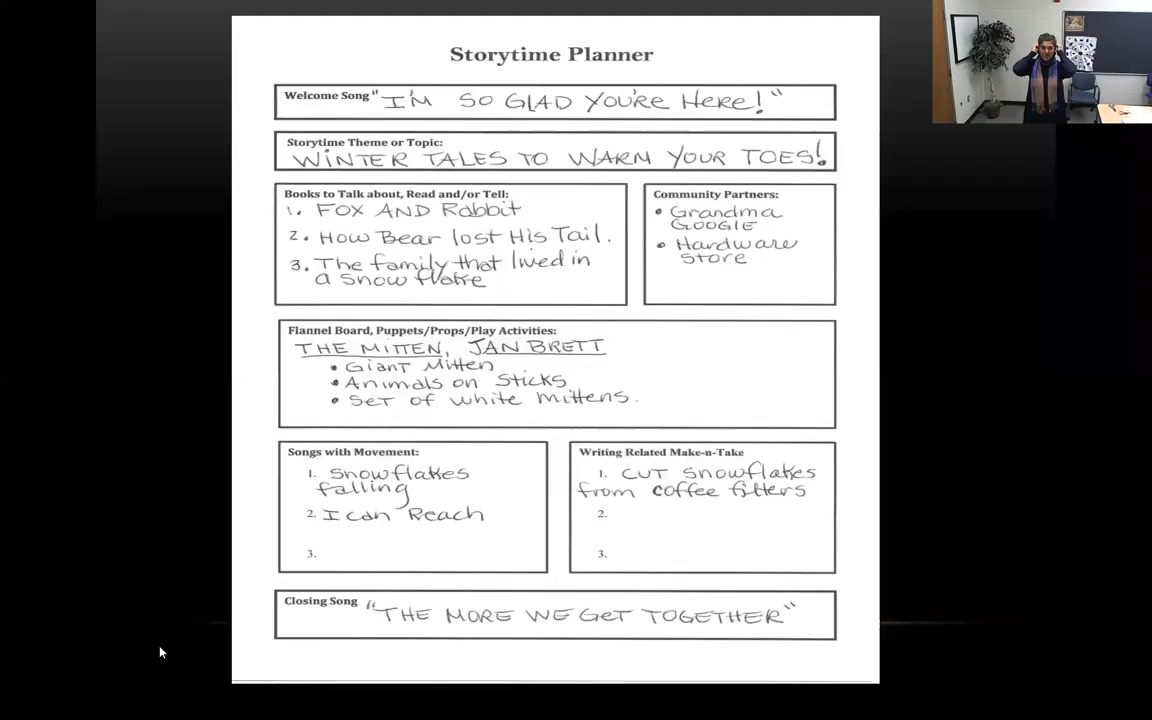 Storytime Planner
Welcome Song "I'M SO GLAD YOU'RE HERE!"
Storytime Theme or Topic:
WINTER TALES TO WARM YOUR TOES!
Books to Talk about, Read and/or Tell:
1. FOX AND Rabbit
2. How Bear lost His Tail.
3. The family that lived in
a snow flake
Community Partners:
• Grandma
GOOGIE
• Hardware
Store
Flannel Board, Puppets/Props/Play Activities:
THE MITTEN, JAN BRETT
• Giant Mitten
• Animals on Sticks
• Set of white mittens.
Songs with Movement:
1. Snowflakes
falling
2. I can Reach
3.
Writing Related Make-n-Take
1. CUT Snowflakes
from coffee filters
2.
3.
Closing Song "THE MORE WE GET TOGETHER"